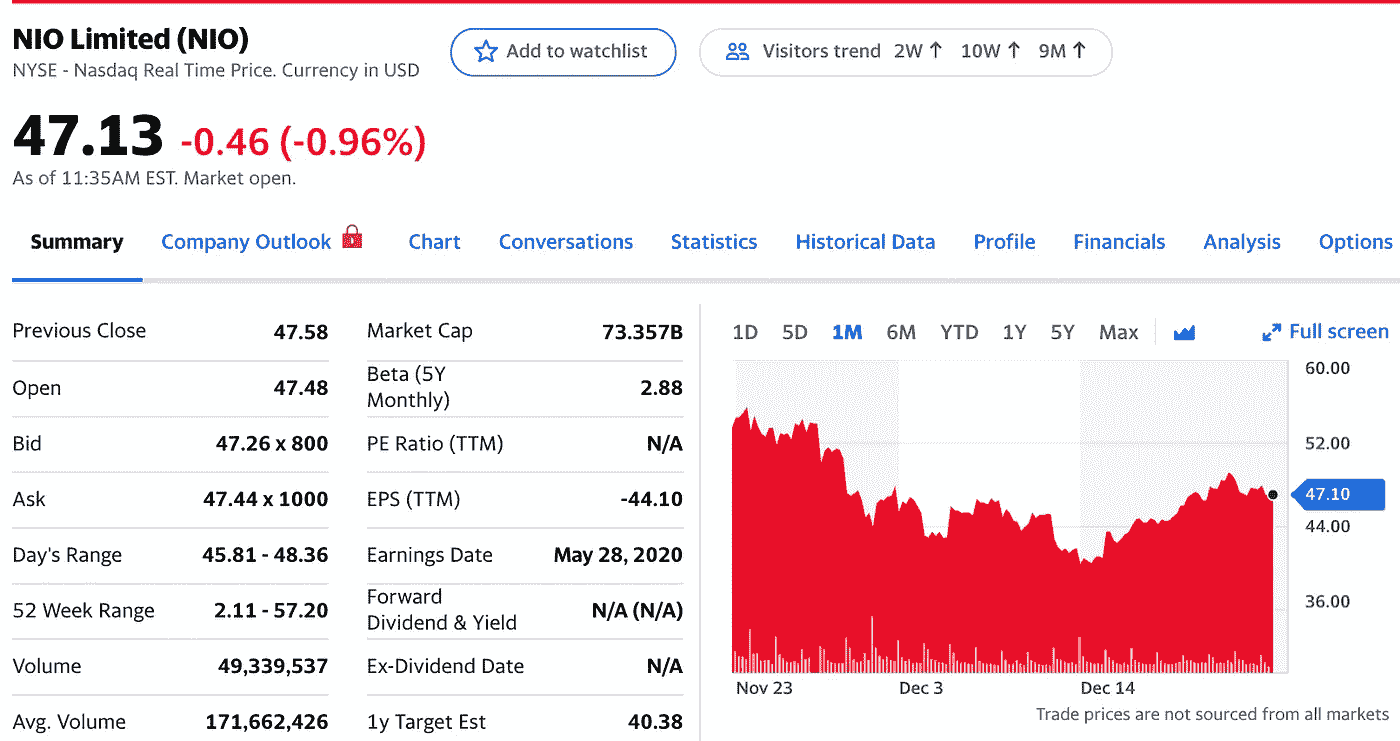 NIO Limited (NIO)
Add to watchlist
Visitors trend 2W ↑ 10W ↑ 9M ↑
NYSE - Nasdaq Real Time Price. Currency in USD
47.13 -0.46 (-0.96%)
As of 11:35AM EST. Market open.
Summary Company Outlook Chart Conversations Statistics Historical Data Profile Financials Analysis Options
Previous Close 47.58
Open 47.48
Bid 47.26 x 800
Ask 47.44 x 1000
Day's Range 45.81 - 48.36
52 Week Range 2.11 - 57.20
Volume 49,339,537
Avg. Volume 171,662,426
Market Cap 73.357B
Beta (5Y
Monthly) 2.88
PE Ratio (TTM) N/A
EPS (TTM) -44.10
Earnings Date May 28, 2020
Forward
Dividend & Yield N/A (N/A)
Ex-Dividend Date N/A
1y Target Est 40.38
1D 5D 1M 6M YTD 1Y 5Y Max Full screen
60.00
52.00
47.10
44.00
36.00
Nov 23 Dec 3 Dec 14
Trade prices are not sourced from all markets